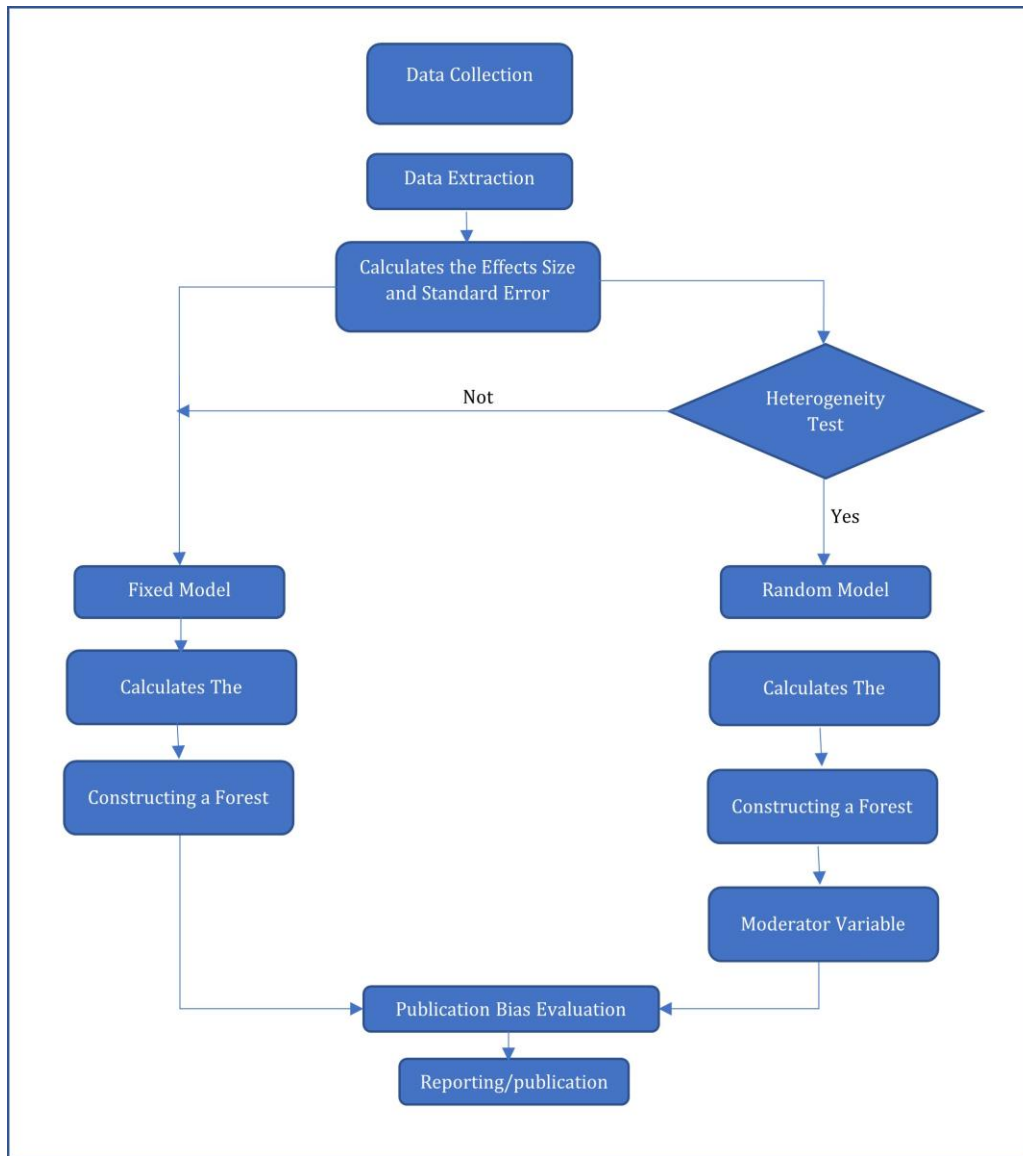 Data Collection
Data Extraction
Calculates the Effects Size
and Standard Error
Not
Heterogeneity
Test
Yes
Fixed Model
Random Model
Calculates The
Calculates The
Constructing a Forest
Constructing a Forest
Moderator Variable
Publication Bias Evaluation
Reporting/publication